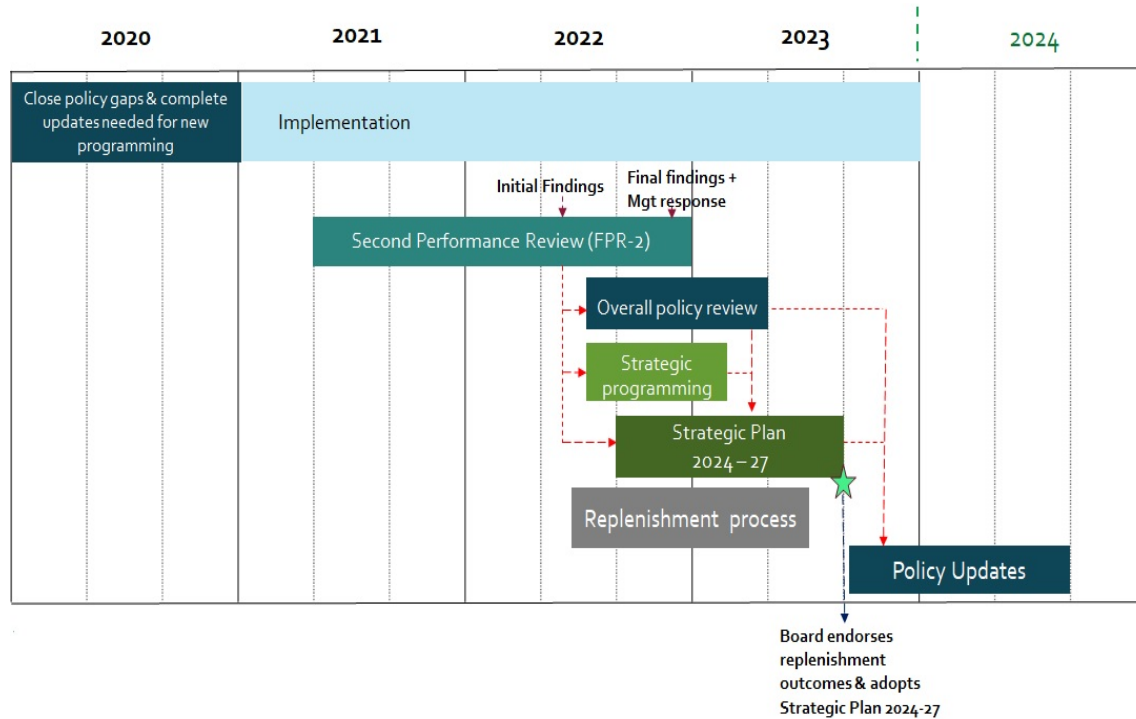 2020 2021 2022 2023 2024
Close policy gaps & complete
updates needed for new
programming
Implementation
Initial Findings
Final findings +
Mgt response
Second Performance Review (FPR-2)
Overall policy review
Strategic
programming
Strategic Plan
2024 – 27
Replenishment process
Policy Updates
Board endorses
replenishment
outcomes & adopts
Strategic Plan 2024-27